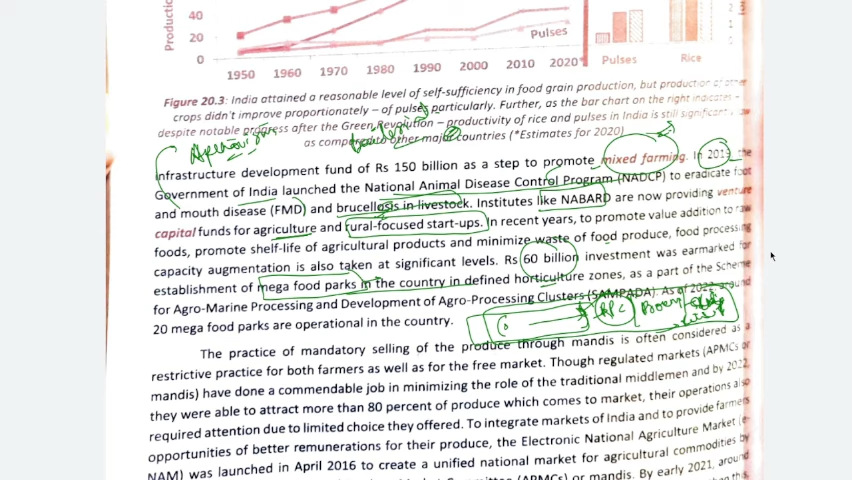 Production
40
20
0
1950 1960 1970 1980 1990 2000 2010 2020*
Pulses
Pulses Rice
Figure 20.3: India attained a reasonable level of self-sufficiency in food grain production, but production of other
crops didn't improve proportionately – of pulses particularly. Further, as the bar chart on the right indicates –
despite notable progress after the Green Revolution – productivity of rice and pulses in India is still significantly low
as compared to other major countries (*Estimates for 2020)
infrastructure development fund of Rs 150 billion as a step to promote mixed farming. In 2019, the
Government of India launched the National Animal Disease Control Program (NADCP) to eradicate foot
and mouth disease (FMD) and brucellosis in livestock. Institutes like NABARD are now providing venture
capital funds for agriculture and rural-focused start-ups. In recent years, to promote value addition to raw
foods, promote shelf-life of agricultural products and minimize waste of food produce, food processing
capacity augmentation is also taken at significant levels. Rs 60 billion investment was earmarked for
establishment of mega food parks in the country in defined horticulture zones, as a part of the Scheme
for Agro-Marine Processing and Development of Agro-Processing Clusters (SAMPADA). As of 2022 around
20 mega food parks are operational in the country.
The practice of mandatory selling of the produce through mandis is often considered as a
restrictive practice for both farmers as well as for the free market. Though regulated markets (APMCs or
mandis) have done a commendable job in minimizing the role of the traditional middlemen and by 2022,
they were able to attract more than 80 percent of produce which comes to market, their operations also
required attention due to limited choice they offered. To integrate markets of India and to provide farmers
opportunities of better remunerations for their produce, the Electronic National Agriculture Market (e-
NAM) was launched in April 2016 to create a unified national market for agricultural commodities by
(APMCs) or mandis. By early 2021, around